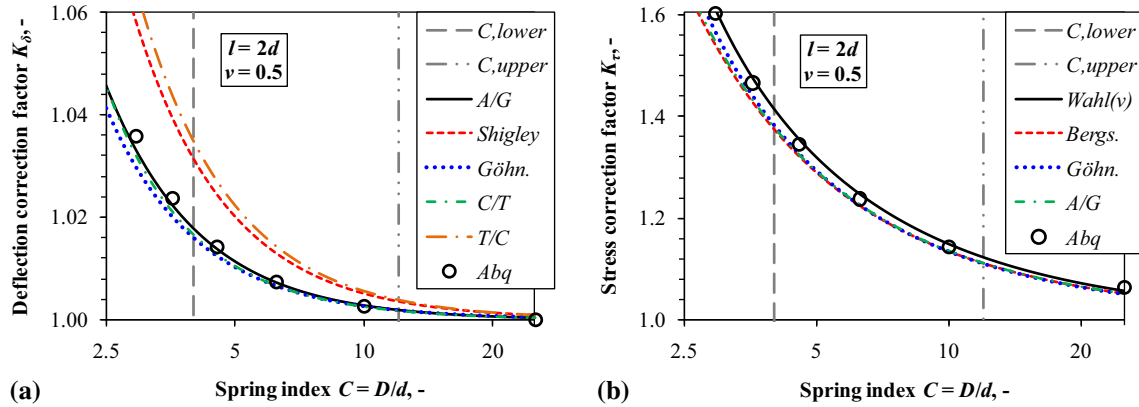 Deflection correction factor Kδ,-
1.06
1.04
1.02
1.00
2.5
5
10
20
l = 2d
ν = 0.5
C,lower
C,upper
A/G
Shigley
Göhn.
C/T
T/C
Abq
(a)
Spring index C = D/d, -
Stress correction factor Kτ,-
1.6
1.4
1.2
1.0
2.5
5
10
20
l = 2d
ν = 0.5
C,lower
C,upper
Wahl(ν)
Bergs.
Göhn.
A/G
Abq
(b)
Spring index C = D/d, -